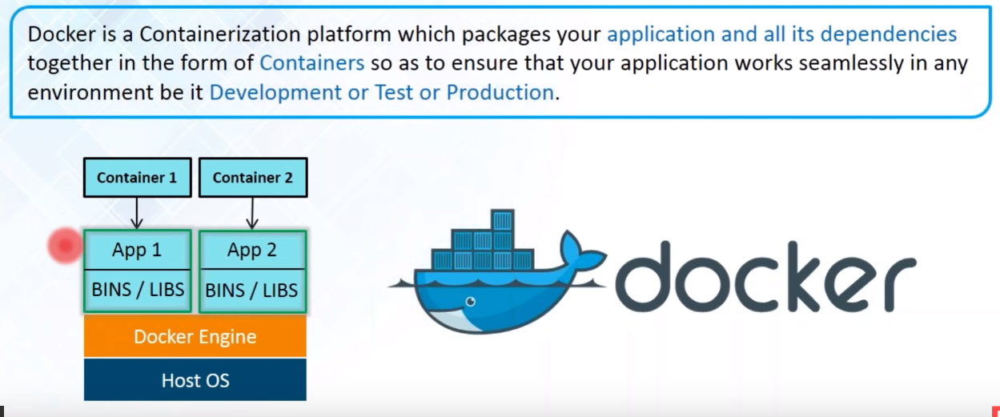 Docker is a Containerization platform which packages your application and all its dependencies
together in the form of Containers so as to ensure that your application works seamlessly in any
environment be it Development or Test or Production.
Container 1
Container 2
App 1
App 2
BINS / LIBS
BINS / LIBS
Docker Engine
Host OS
docker